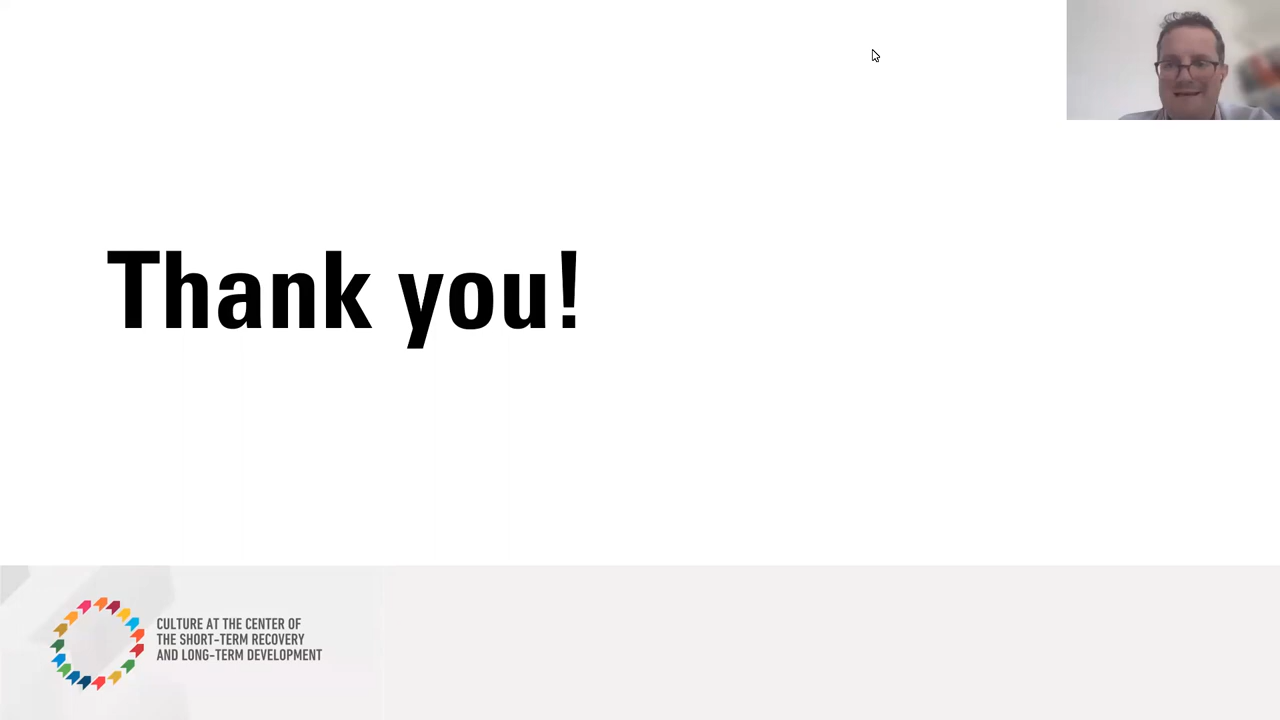 Thank you!
CULTURE AT THE CENTER OF
THE SHORT-TERM RECOVERY
AND LONG-TERM DEVELOPMENT